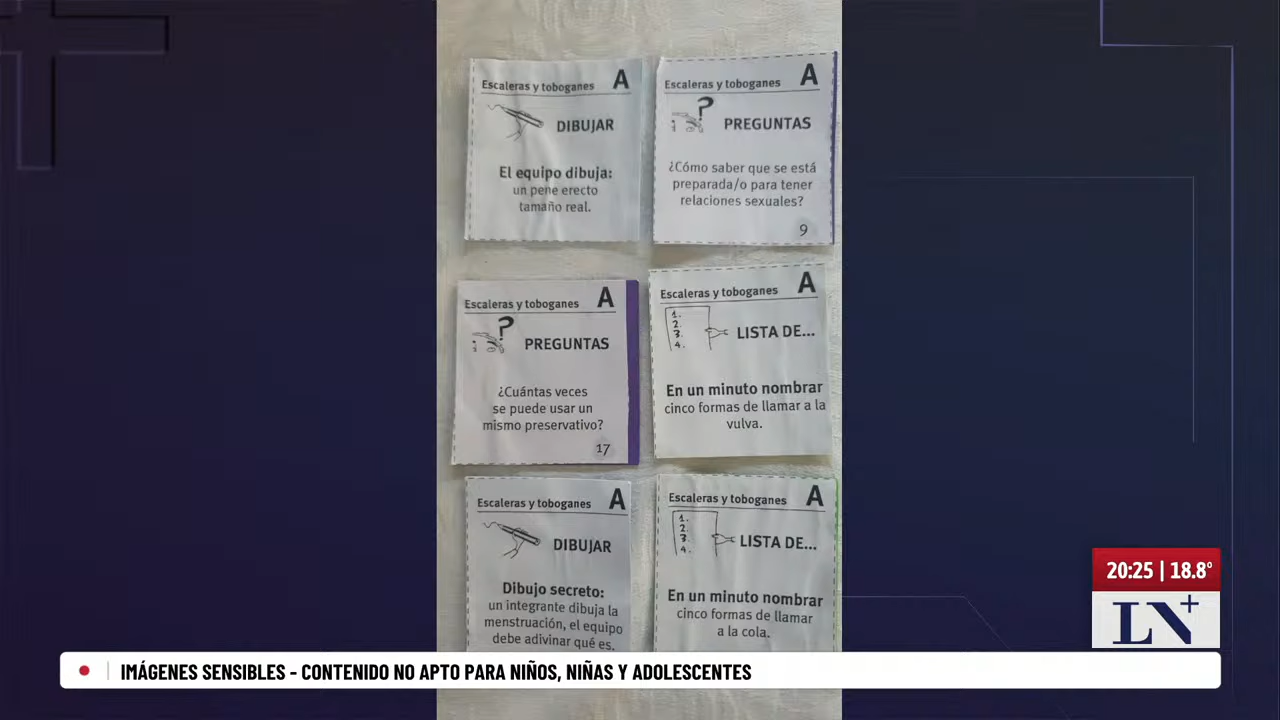 Escaleras y toboganes A
DIBUJAR
El equipo dibuja:
un pene erecto
tamaño real.
Escaleras y toboganes A
?
PREGUNTAS
¿Cómo saber que se está
preparada/o para tener
relaciones sexuales?
9
Escaleras y toboganes A
?
PREGUNTAS
¿Cuántas veces
se puede usar un
mismo preservativo?
17
Escaleras y toboganes A
1.
2.
3.
4.
LISTA DE...
En un minuto nombrar
cinco formas de llamar a la
vulva.
Escaleras y toboganes A
DIBUJAR
Dibujo secreto:
un integrante dibuja la
menstruación, el equipo
debe adivinar qué es.
Escaleras y toboganes A
1.
2.
3.
4.
LISTA DE...
En un minuto nombrar
cinco formas de llamar
a la cola.
20:25 | 18.8°
LN+
IMÁGENES SENSIBLES - CONTENIDO NO APTO PARA NIÑOS, NIÑAS Y ADOLESCENTES